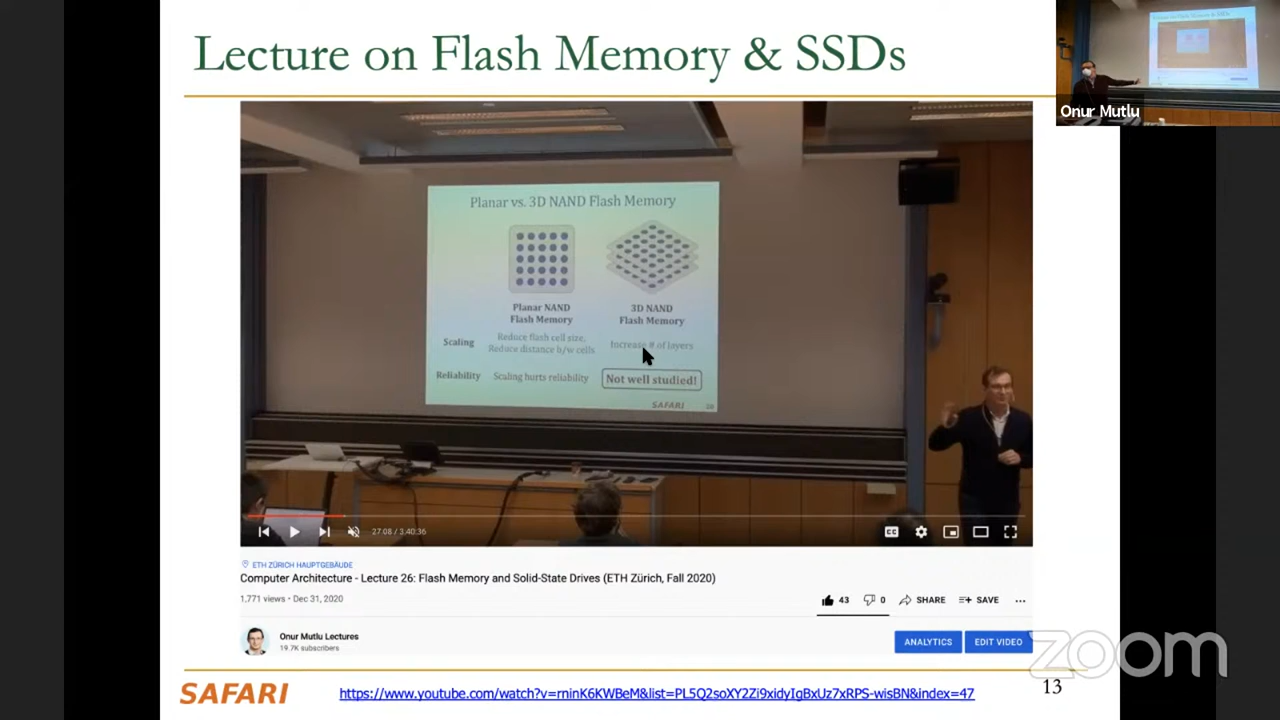 Lecture on Flash Memory & SSDs
Onur Mutlu
Planar vs. 3D NAND Flash Memory
Planar NAND
Flash Memory
3D NAND
Flash Memory
Scaling
Reduce flash cell size,
Reduce distance b/w cells
Increase # of layers
Reliability
Scaling hurts reliability
Not well studied!
SAFARI
27:08 / 3:40:36
CC
ETH ZÜRICH HAUPTGEBÄUDE
Computer Architecture - Lecture 26: Flash Memory and Solid-State Drives (ETH Zürich, Fall 2020)
1,771 views • Dec 31, 2020
43
0
SHARE
SAVE
Onur Mutlu Lectures
19.7K subscribers
ANALYTICS
EDIT VIDEO
zoom
SAFARI
https://www.youtube.com/watch?v=rninK6KWBeM&list=PL5Q2soXY2Zi9xidyIgBxUz7xRPS-wisBN&index=47
13